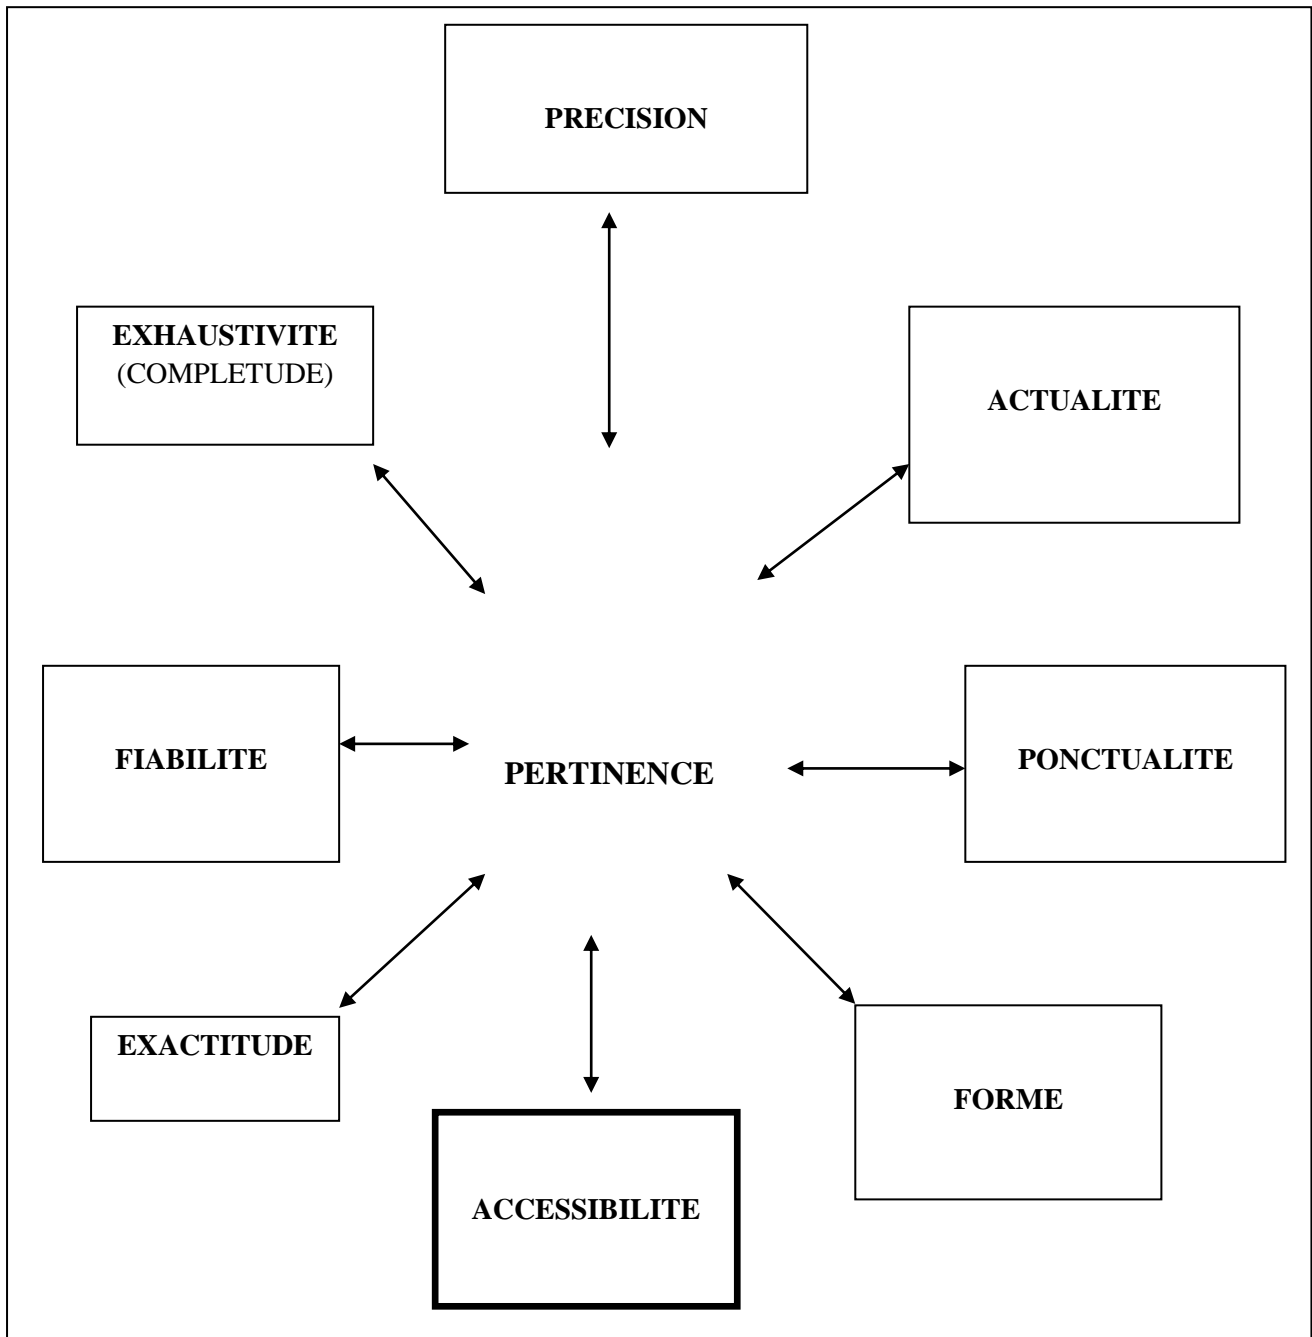 PRECISION
EXHAUSTIVITE
(COMPLETUDE)
ACTUALITE
FIABILITE
PERTINENCE
PONCTUALITE
EXACTITUDE
FORME
ACCESSIBILITE